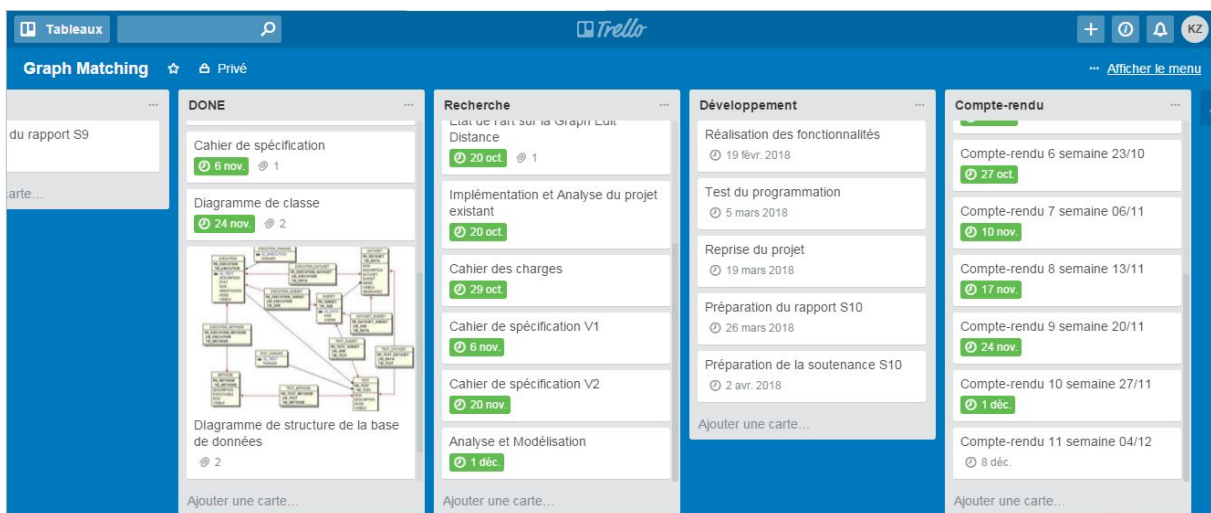 Tableaux
Trello
KZ
Graph Matching
Privé
Afficher le menu
du rapport S9
carte…
DONE
Cahier de spécification
6 nov.
1
Diagramme de classe
24 nov.
2
DIagramme de structure de la base
de données
2
Ajouter une carte…
Recherche
Etat de l'art sur la Graph Edit
Distance
20 oct.
1
Implémentation et Analyse du projet
existant
20 oct.
Cahier des charges
29 oct.
Cahier de spécification V1
6 nov.
Cahier de spécification V2
20 nov.
Analyse et Modélisation
1 déc.
Ajouter une carte…
Développement
Réalisation des fonctionnalités
19 févr. 2018
Test du programmation
5 mars 2018
Reprise du projet
19 mars 2018
Préparation du rapport S10
26 mars 2018
Préparation de la soutenance S10
2 avr. 2018
Ajouter une carte…
Compte-rendu
Compte-rendu 6 semaine 23/10
27 oct.
Compte-rendu 7 semaine 06/11
10 nov.
Compte-rendu 8 semaine 13/11
17 nov.
Compte-rendu 9 semaine 20/11
24 nov.
Compte-rendu 10 semaine 27/11
1 déc.
Compte-rendu 11 semaine 04/12
8 déc.
Ajouter une carte…